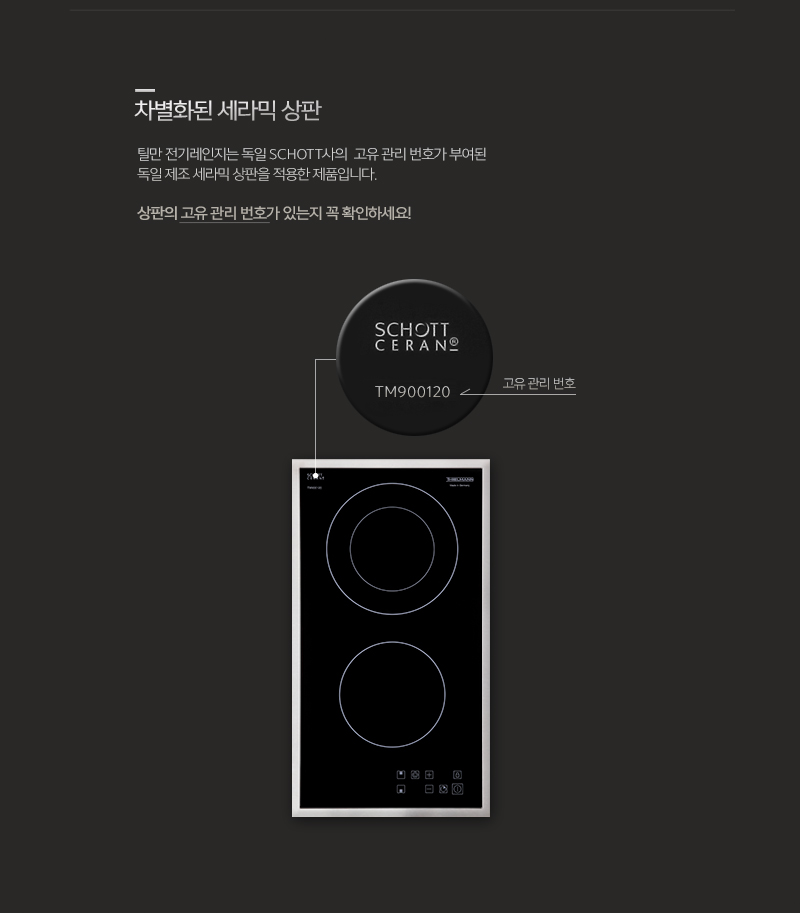 차별화된 세라믹 상판
틸만 전기레인지는 독일 SCHOTT사의 고유 관리 번호가 부여된
독일 제조 세라믹 상판을 적용한 제품입니다.
상판의 고유 관리 번호가 있는지 꼭 확인하세요!
SCHOTT
CERAN®
TM900120
고유 관리 번호